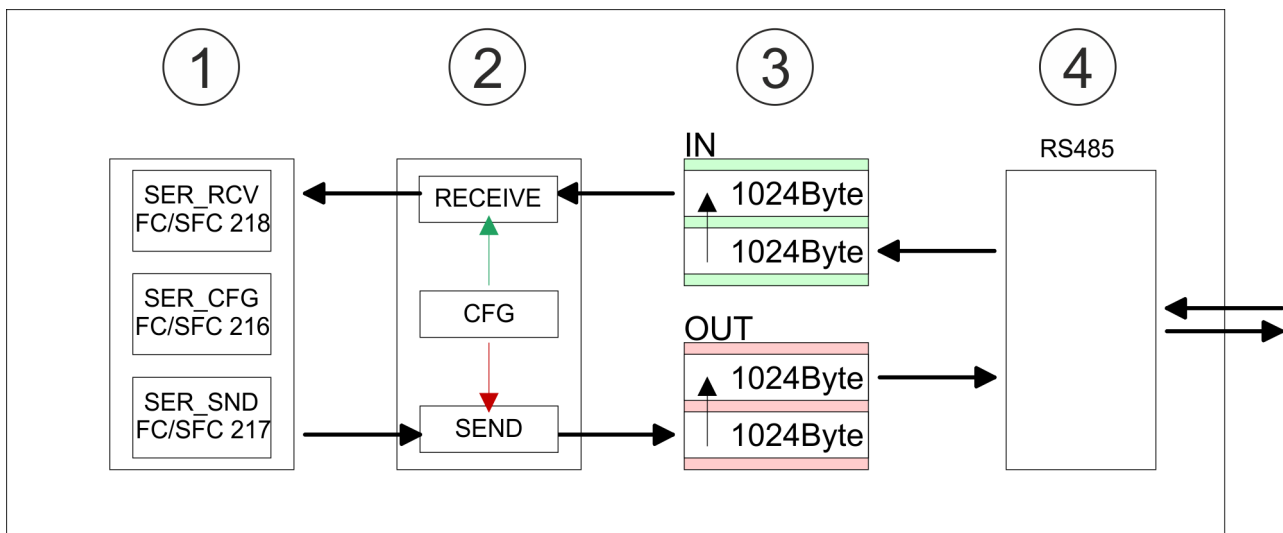 1
2
3
4
SER_RCV
FC/SFC 218
SER_CFG
FC/SFC 216
SER_SND
FC/SFC 217
RECEIVE
CFG
SEND
IN
1024Byte
1024Byte
OUT
1024Byte
1024Byte
RS485